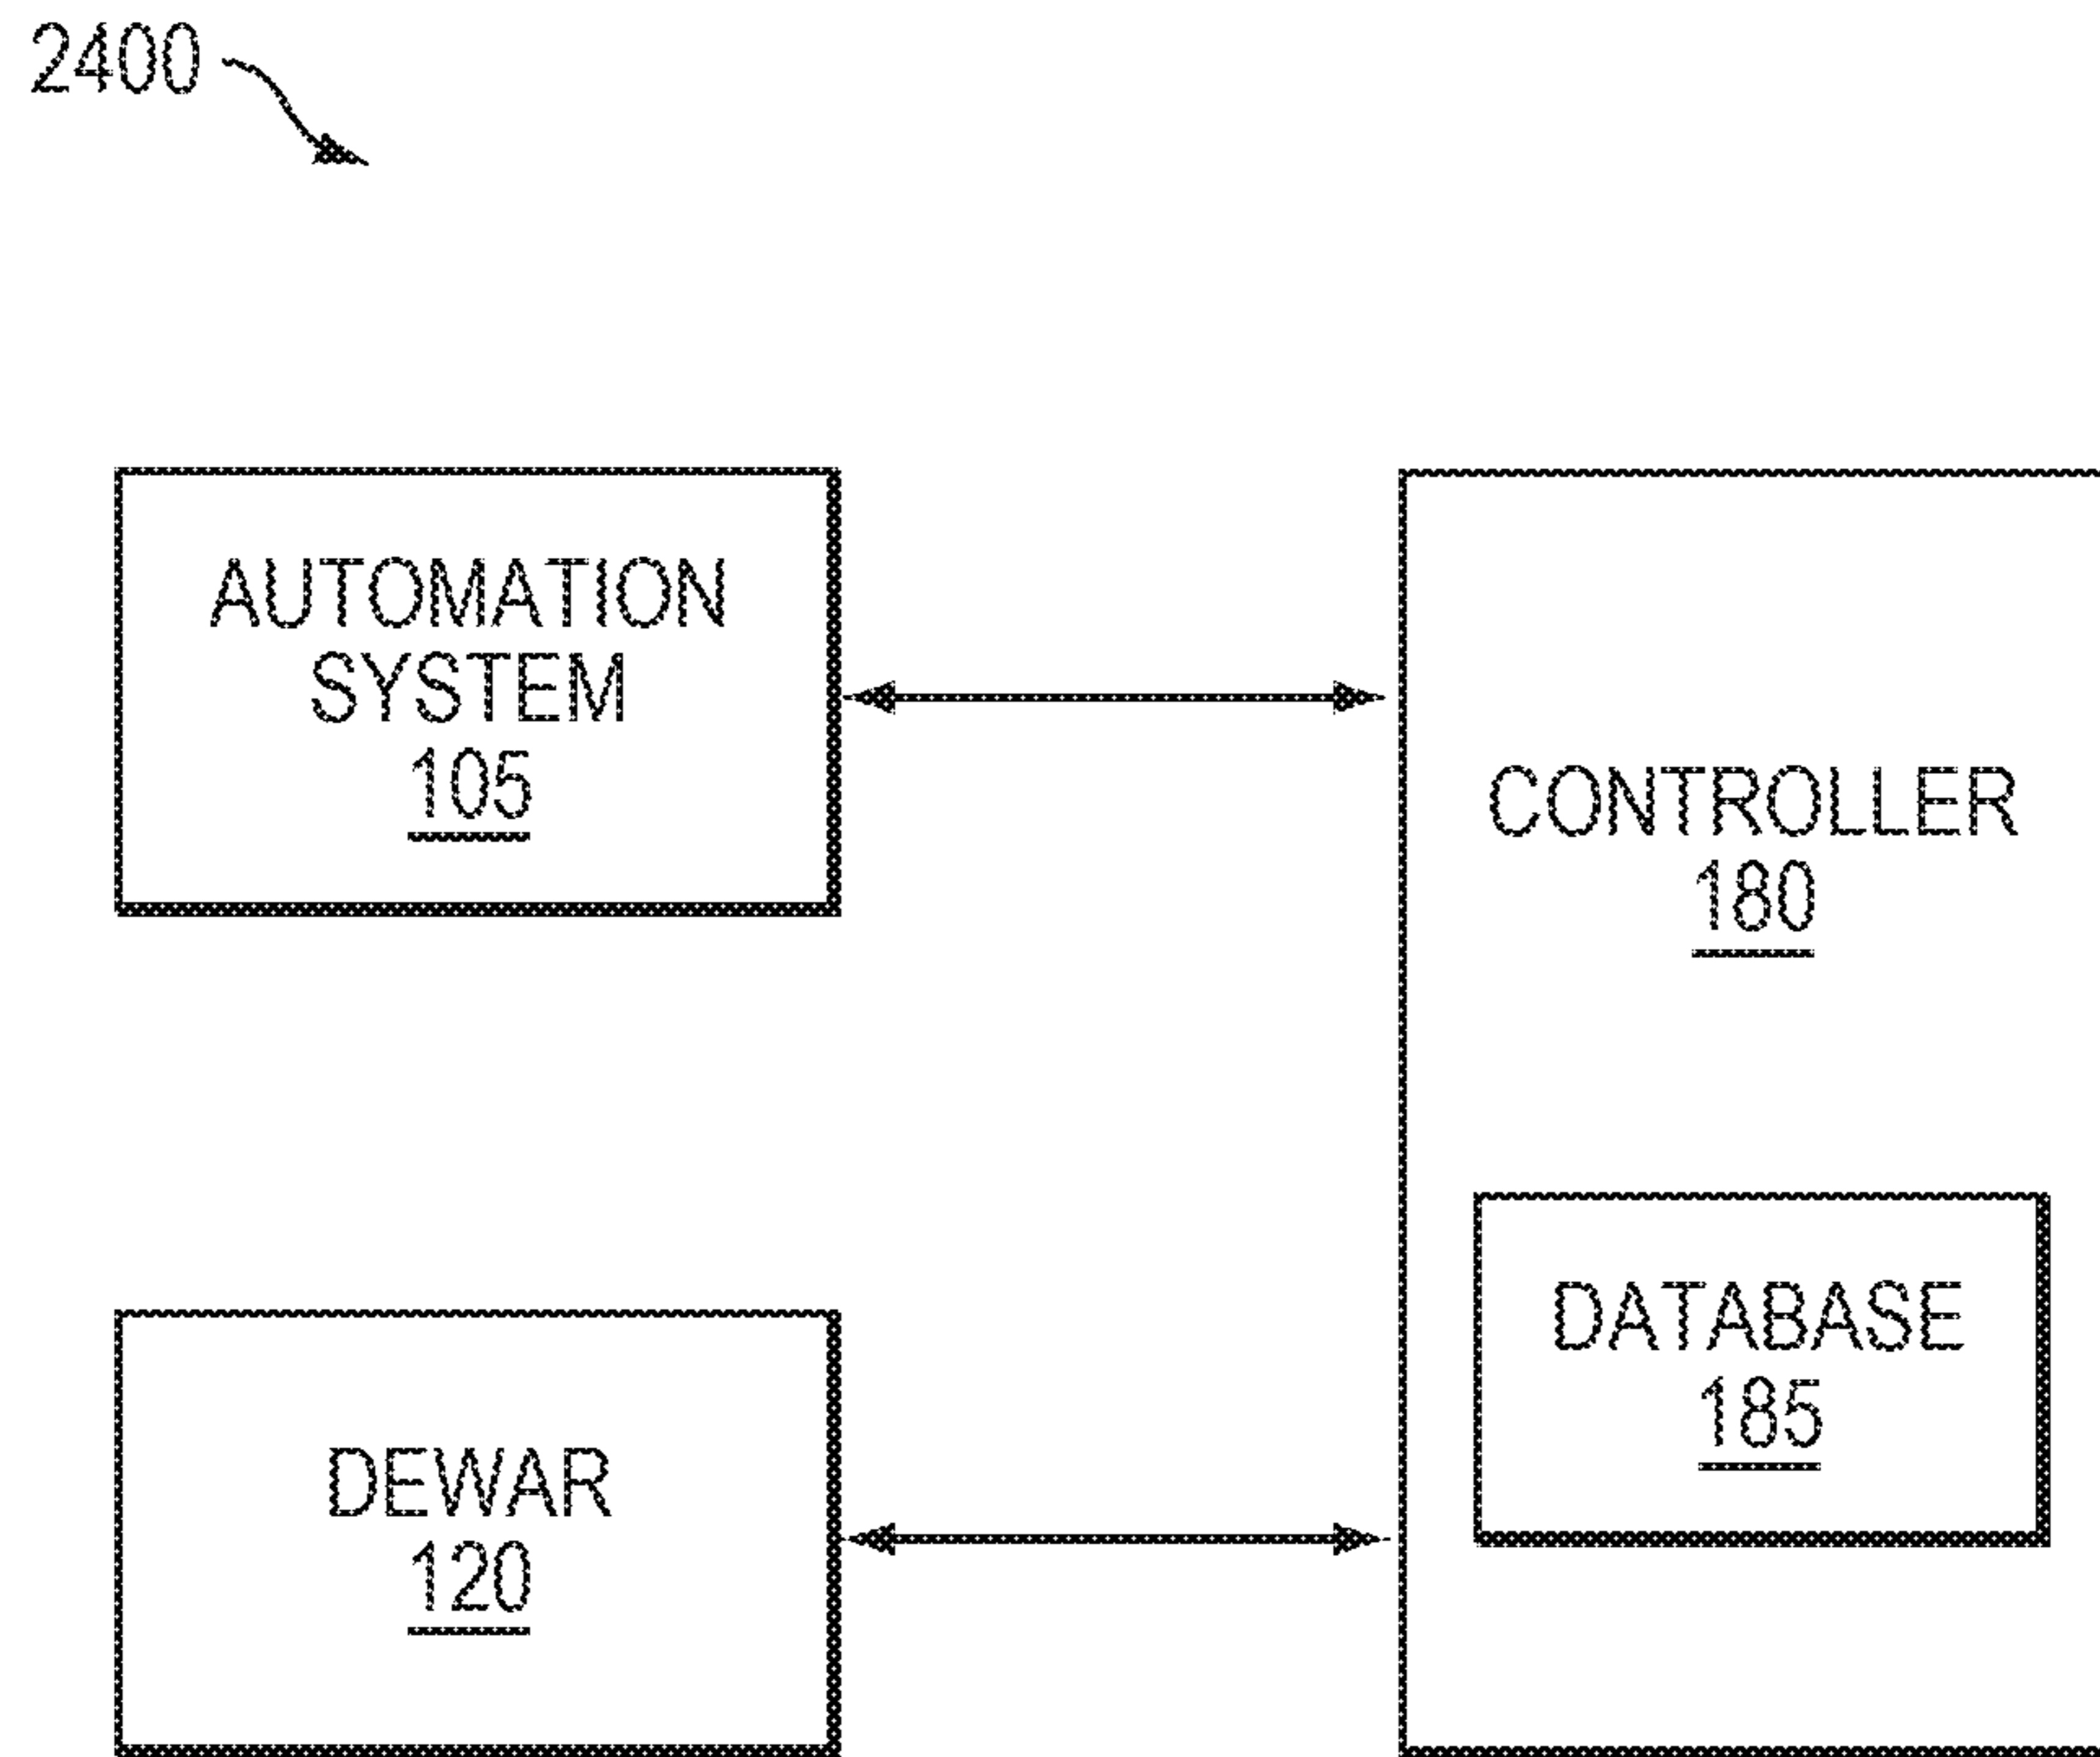 2400
AUTOMATION
SYSTEM
105
CONTROLLER
180
DATABASE
185
DEWAR
120